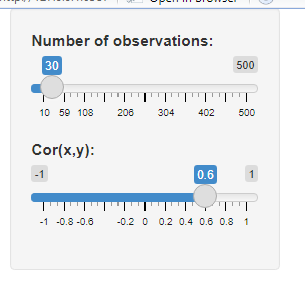 Open in Browser
Number of observations:
30 500
10 59 108 206 304 402 500
Cor(x,y):
-1 0.6 1
-1 -0.8 -0.6 -0.2 0 0.2 0.4 0.6 0.8 1